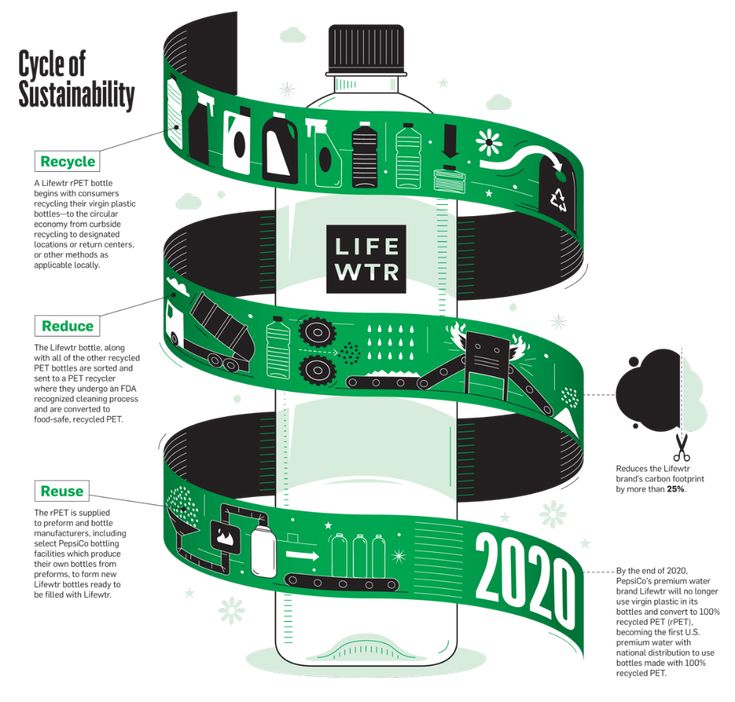 Cycle of
Sustainability
Recycle
A Lifewtr rPET bottle
begins with consumers
recycling their virgin plastic
bottles—to the circular
economy from curbside
recycling to designated
locations or return centers,
or other methods as
applicable locally.
LIFE
WTR
Reduce
The Lifewtr bottle, along
with all of the other recycled
PET bottles are sorted and
sent to a PET recycler
where they undergo an FDA
recognized cleaning process
and are converted to
food-safe, recycled PET.
Reduces the Lifewtr
brand's carbon footprint
by more than 25%.
Reuse
The rPET is supplied
to preform and bottle
manufacturers, including
select PepsiCo bottling
facilities which produce
their own bottles from
preforms, to form new
Lifewtr bottles ready to
be filled with Lifewtr.
2020
By the end of 2020,
PepsiCo's premium water
brand Lifewtr will no longer
use virgin plastic in its
bottles and convert to 100%
recycled PET (rPET),
becoming the first U.S.
premium water with
national distribution to use
bottles made with 100%
recycled PET.